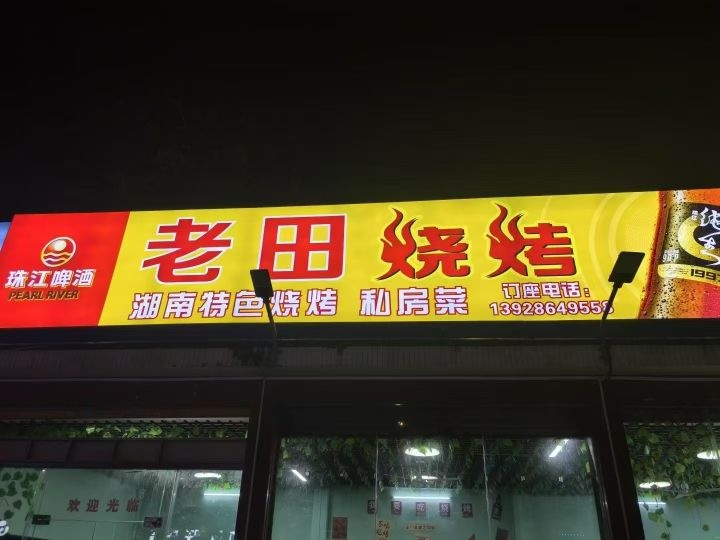 珠江啤酒
PEARL RIVER
老田烧烤
湖南特色烧烤 私房菜
订座电话：
13928649558
1997
欢迎光临